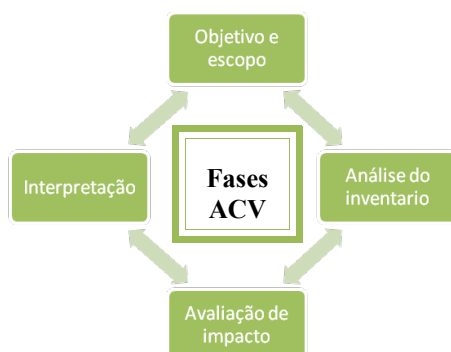 Objetivo e
escopo
Interpretação
Fases
ACV
Análise do
inventario
Avaliação de
impacto